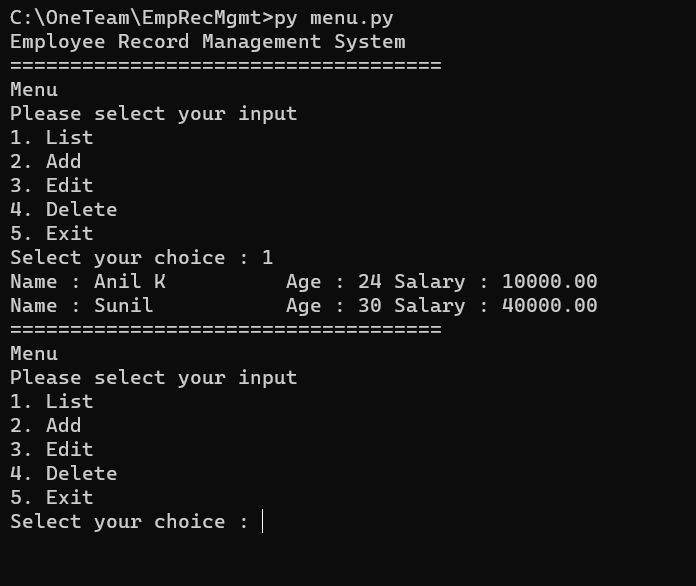 C:\OneTeam\EmpRecMgmt>py menu.py
Employee Record Management System
====================================
Menu
Please select your input
1. List
2. Add
3. Edit
4. Delete
5. Exit
Select your choice : 1
Name : Anil K          Age : 24 Salary : 10000.00
Name : Sunil           Age : 30 Salary : 40000.00
====================================
Menu
Please select your input
1. List
2. Add
3. Edit
4. Delete
5. Exit
Select your choice :